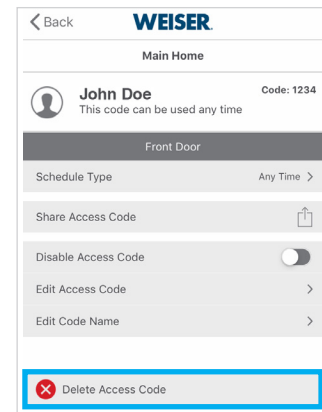 Back WEISER
Main Home
John Doe Code: 1234
This code can be used any time
Front Door
Schedule Type Any Time
Share Access Code
Disable Access Code
Edit Access Code
Edit Code Name
Delete Access Code